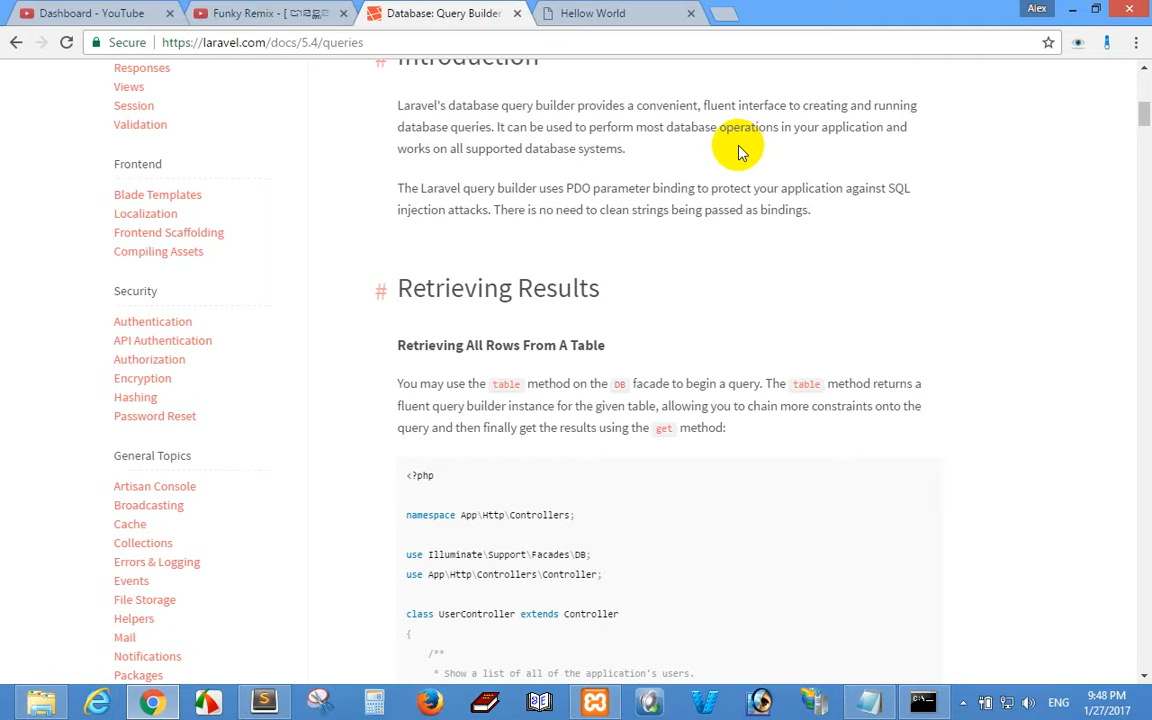 Dashboard - YouTube
Funky Remix - [
Database: Query Builder
Hellow World
Alex
Secure
https://laravel.com/docs/5.4/queries
Responses
Views
Session
Validation
Frontend
Blade Templates
Localization
Frontend Scaffolding
Compiling Assets
Security
Authentication
API Authentication
Authorization
Encryption
Hashing
Password Reset
General Topics
Artisan Console
Broadcasting
Cache
Collections
Errors & Logging
Events
File Storage
Helpers
Mail
Notifications
Packages
# Introduction
Laravel's database query builder provides a convenient, fluent interface to creating and running
database queries. It can be used to perform most database operations in your application and
works on all supported database systems.
The Laravel query builder uses PDO parameter binding to protect your application against SQL
injection attacks. There is no need to clean strings being passed as bindings.
# Retrieving Results
Retrieving All Rows From A Table
You may use the table method on the DB facade to begin a query. The table method returns a
fluent query builder instance for the given table, allowing you to chain more constraints onto the
query and then finally get the results using the get method:
<?php
namespace App\Http\Controllers;
use Illuminate\Support\Facades\DB;
use App\Http\Controllers\Controller;
class UserController extends Controller
{
/**
* Show a list of all of the application's users.
ENG
9:48 PM
1/27/2017